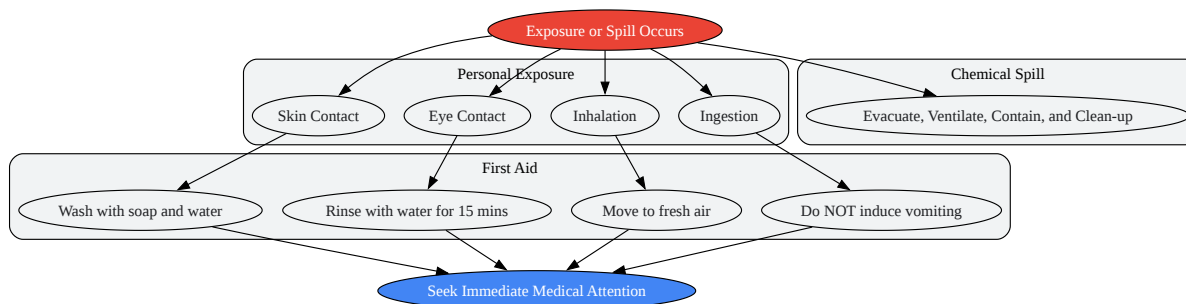 Exposure or Spill Occurs
Personal Exposure
Chemical Spill
Skin Contact
Eye Contact
Inhalation
Ingestion
Evacuate, Ventilate, Contain, and Clean-up
First Aid
Wash with soap and water
Rinse with water for 15 mins
Move to fresh air
Do NOT induce vomiting
Seek Immediate Medical Attention